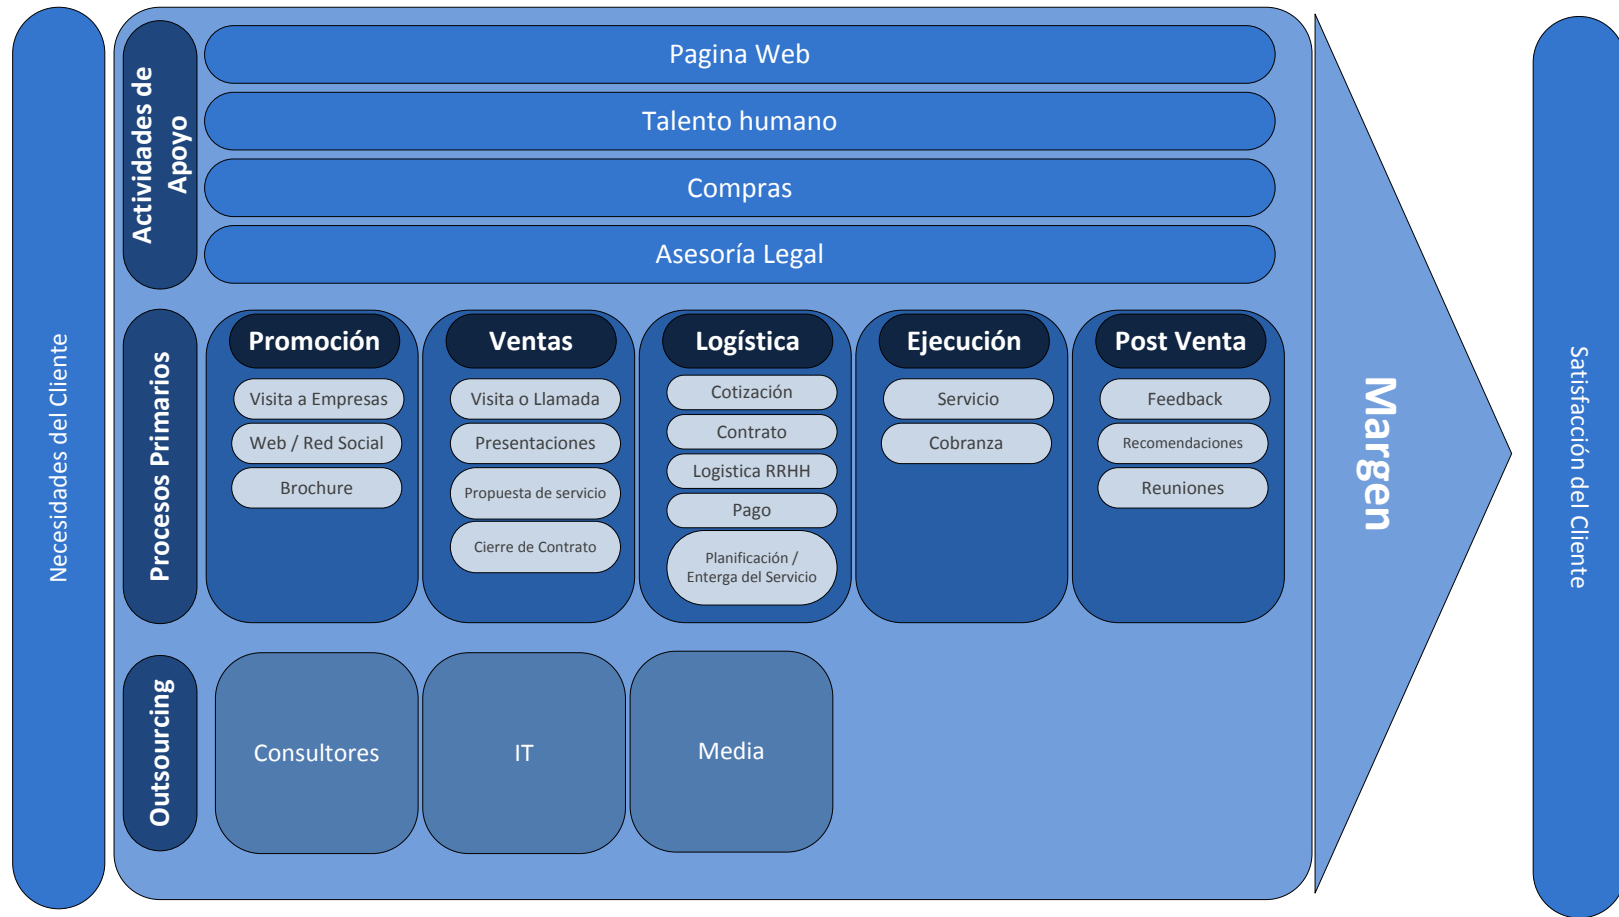 Necesidades del Cliente
Actividades de
Apoyo
Pagina Web
Talento humano
Compras
Asesoría Legal
Procesos Primarios
Promoción
Visita a Empresas
Web / Red Social
Brochure
Ventas
Visita o Llamada
Presentaciones
Propuesta de servicio
Cierre de Contrato
Logística
Cotización
Contrato
Logistica RRHH
Pago
Planificación /
Enterga del Servicio
Ejecución
Servicio
Cobranza
Post Venta
Feedback
Recomendaciones
Reuniones
Outsourcing
Consultores
IT
Media
Margen
Satisfacción del Cliente